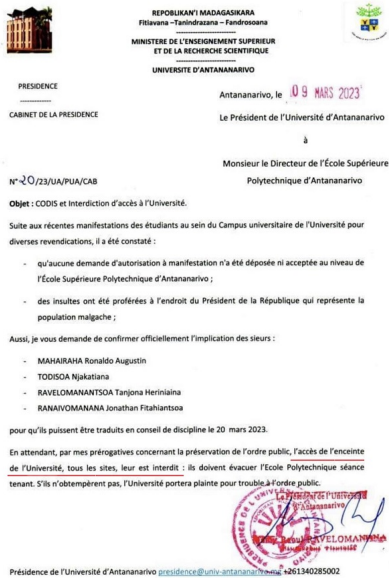 REPOBLIKAN'I MADAGASIKARA
Fitiavana –Tanindrazana – Fandrosoana
MINISTERE DE L'ENSEIGNEMENT SUPERIEUR
ET DE LA RECHERCHE SCIENTIFIQUE
UNIVERSITE D'ANTANANARIVO
PRESIDENCE
CABINET DE LA PRESIDENCE
Antananarivo, le 09 MARS 2023
Le Président de l'Université d'Antananarivo
à
Monsieur le Directeur de l'École Supérieure
Polytechnique d'Antananarivo
N°20/23/UA/PUA/CAB
Objet : CODIS et Interdiction d'accès à l'Université.
Suite aux récentes manifestations des étudiants au sein du Campus universitaire de l'Université pour
diverses revendications, il a été constaté :
- qu'aucune demande d'autorisation à manifestation n'a été déposée ni acceptée au niveau de
l'École Supérieure Polytechnique d'Antananarivo ;
- des insultes ont été proférées à l'endroit du Président de la République qui représente la
population malgache ;
Aussi, je vous demande de confirmer officiellement l'implication des sieurs :
- MAHAIRAHA Ronaldo Augustin
- TODISOA Njakatiana
- RAVELOMANANTSOA Tanjona Heriniaina
- RANAIVOMANANA Jonathan Fitahiantsoa
pour qu'ils puissent être traduits en conseil de discipline le 20 mars 2023.
En attendant, par mes prérogatives concernant la préservation de l'ordre public, l'accès de l'enceinte
de l'Université, tous les sites, leur est interdit : ils doivent évacuer l'Ecole Polytechnique séance
tenant. S'ils n'obtempèrent pas, l'Université portera plainte pour trouble à l'ordre public.
Le Président de l'Université
d'Antananarivo
RAVELOMANANA
Présidence de l'Université d'Antananarivo presidence@univ-antananarivo.mg +261340285002